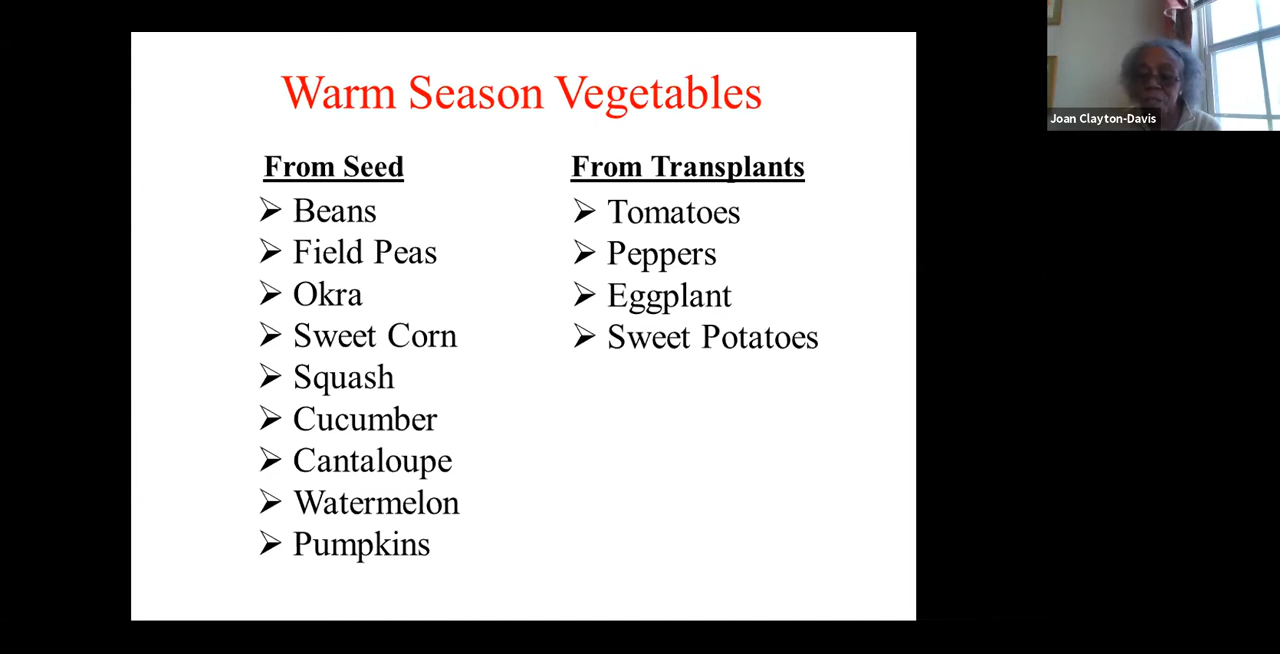 Warm Season Vegetables
From Seed
Beans
Field Peas
Okra
Sweet Corn
Squash
Cucumber
Cantaloupe
Watermelon
Pumpkins
From Transplants
Tomatoes
Peppers
Eggplant
Sweet Potatoes
Joan Clayton-Davis